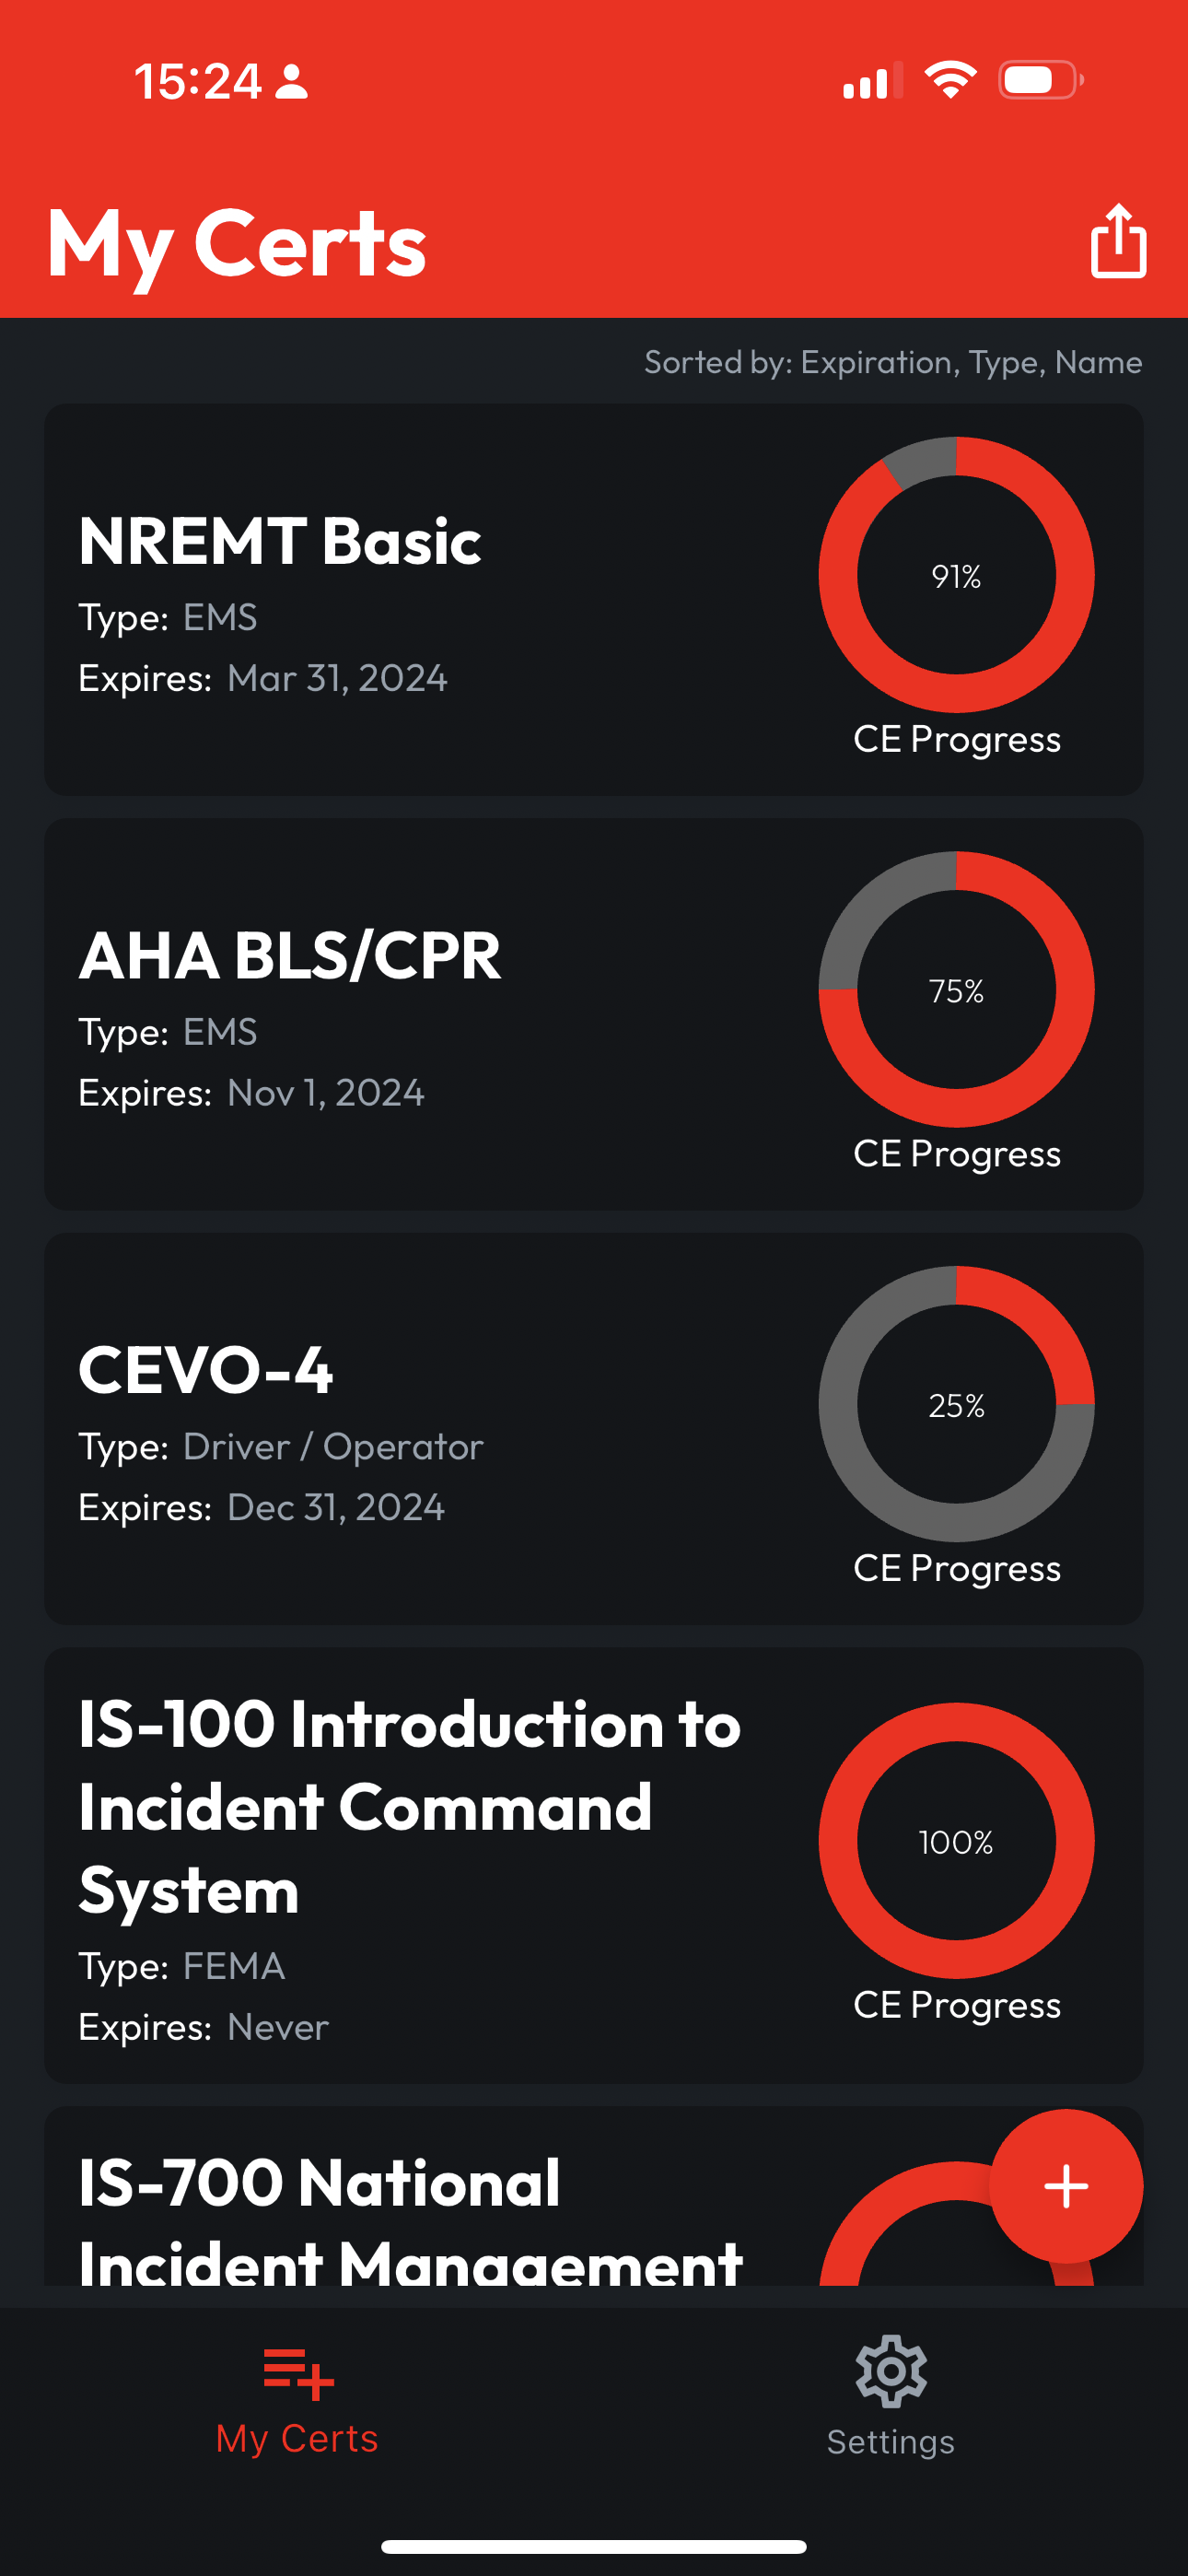 15:24
My Certs
Sorted by: Expiration, Type, Name
NREMT Basic
Type: EMS
Expires: Mar 31, 2024
91%
CE Progress
AHA BLS/CPR
Type: EMS
Expires: Nov 1, 2024
75%
CE Progress
CEVO-4
Type: Driver / Operator
Expires: Dec 31, 2024
25%
CE Progress
IS-100 Introduction to
Incident Command
System
Type: FEMA
Expires: Never
100%
CE Progress
IS-700 National
Incident Management
My Certs
Settings